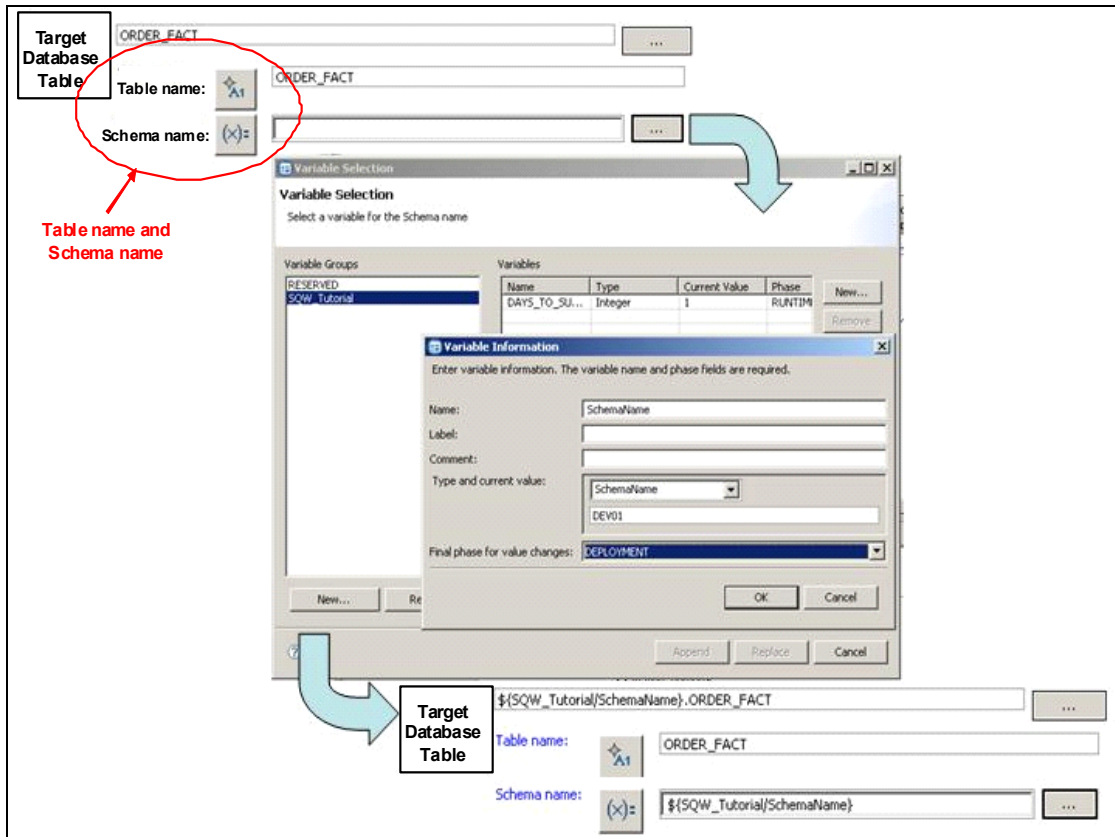 Target
Database
Table
ORDER_FACT
...
Table name:
A1
ORDER_FACT
Schema name:
(x)=
...
Table name and
Schema name
Variable Selection
Variable Selection
Select a variable for the Schema name
Variable Groups
RESERVED
SQW_Tutorial
Variables
Name Type Current Value Phase
DAYS_TO_SU... Integer 1 RUNTIM
New...
Remove
Variable Information
Enter variable information. The variable name and phase fields are required.
Name: SchemaName
Label:
Comment:
Type and current value: SchemaName
DEV01
Final phase for value changes: DEPLOYMENT
OK Cancel
New... Re
?
Append Replace Cancel
Target
Database
Table
${SQW_Tutorial/SchemaName}.ORDER_FACT
...
Table name:
A1
ORDER_FACT
Schema name:
(x)=
${SQW_Tutorial/SchemaName}
...